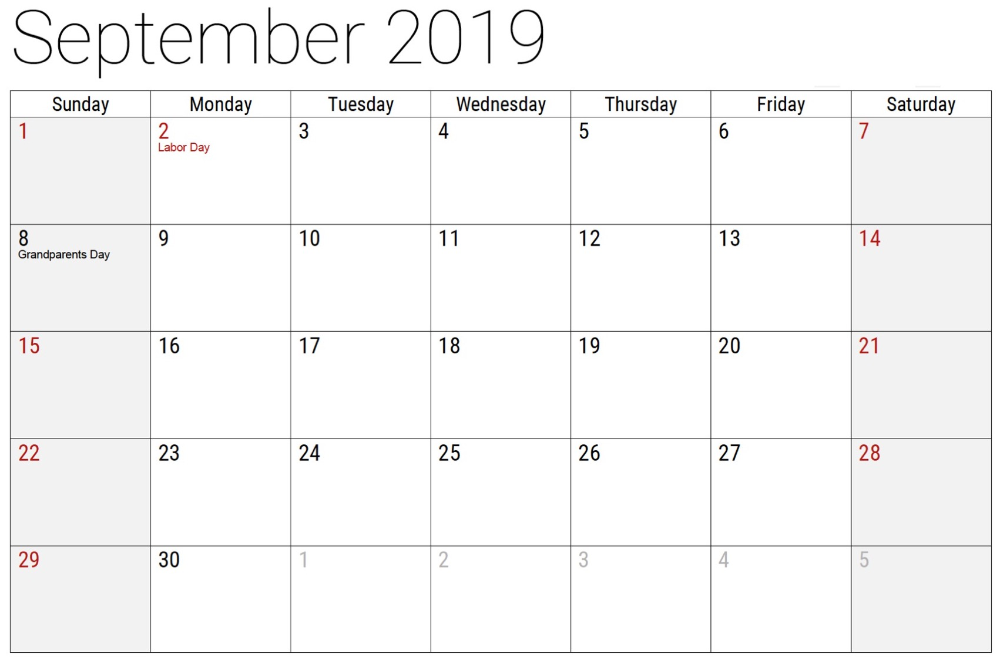 September 2019
Sunday Monday Tuesday Wednesday Thursday Friday Saturday
1 2 3 4 5 6 7
Labor Day
8 9 10 11 12 13 14
Grandparents Day
15 16 17 18 19 20 21
22 23 24 25 26 27 28
29 30 1 2 3 4 5